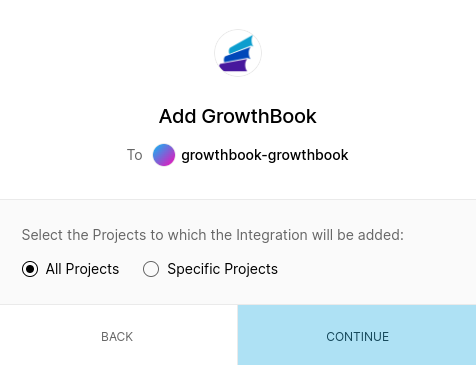 Add GrowthBook
To growthbook-growthbook
Select the Projects to which the Integration will be added:
All Projects Specific Projects
BACK CONTINUE